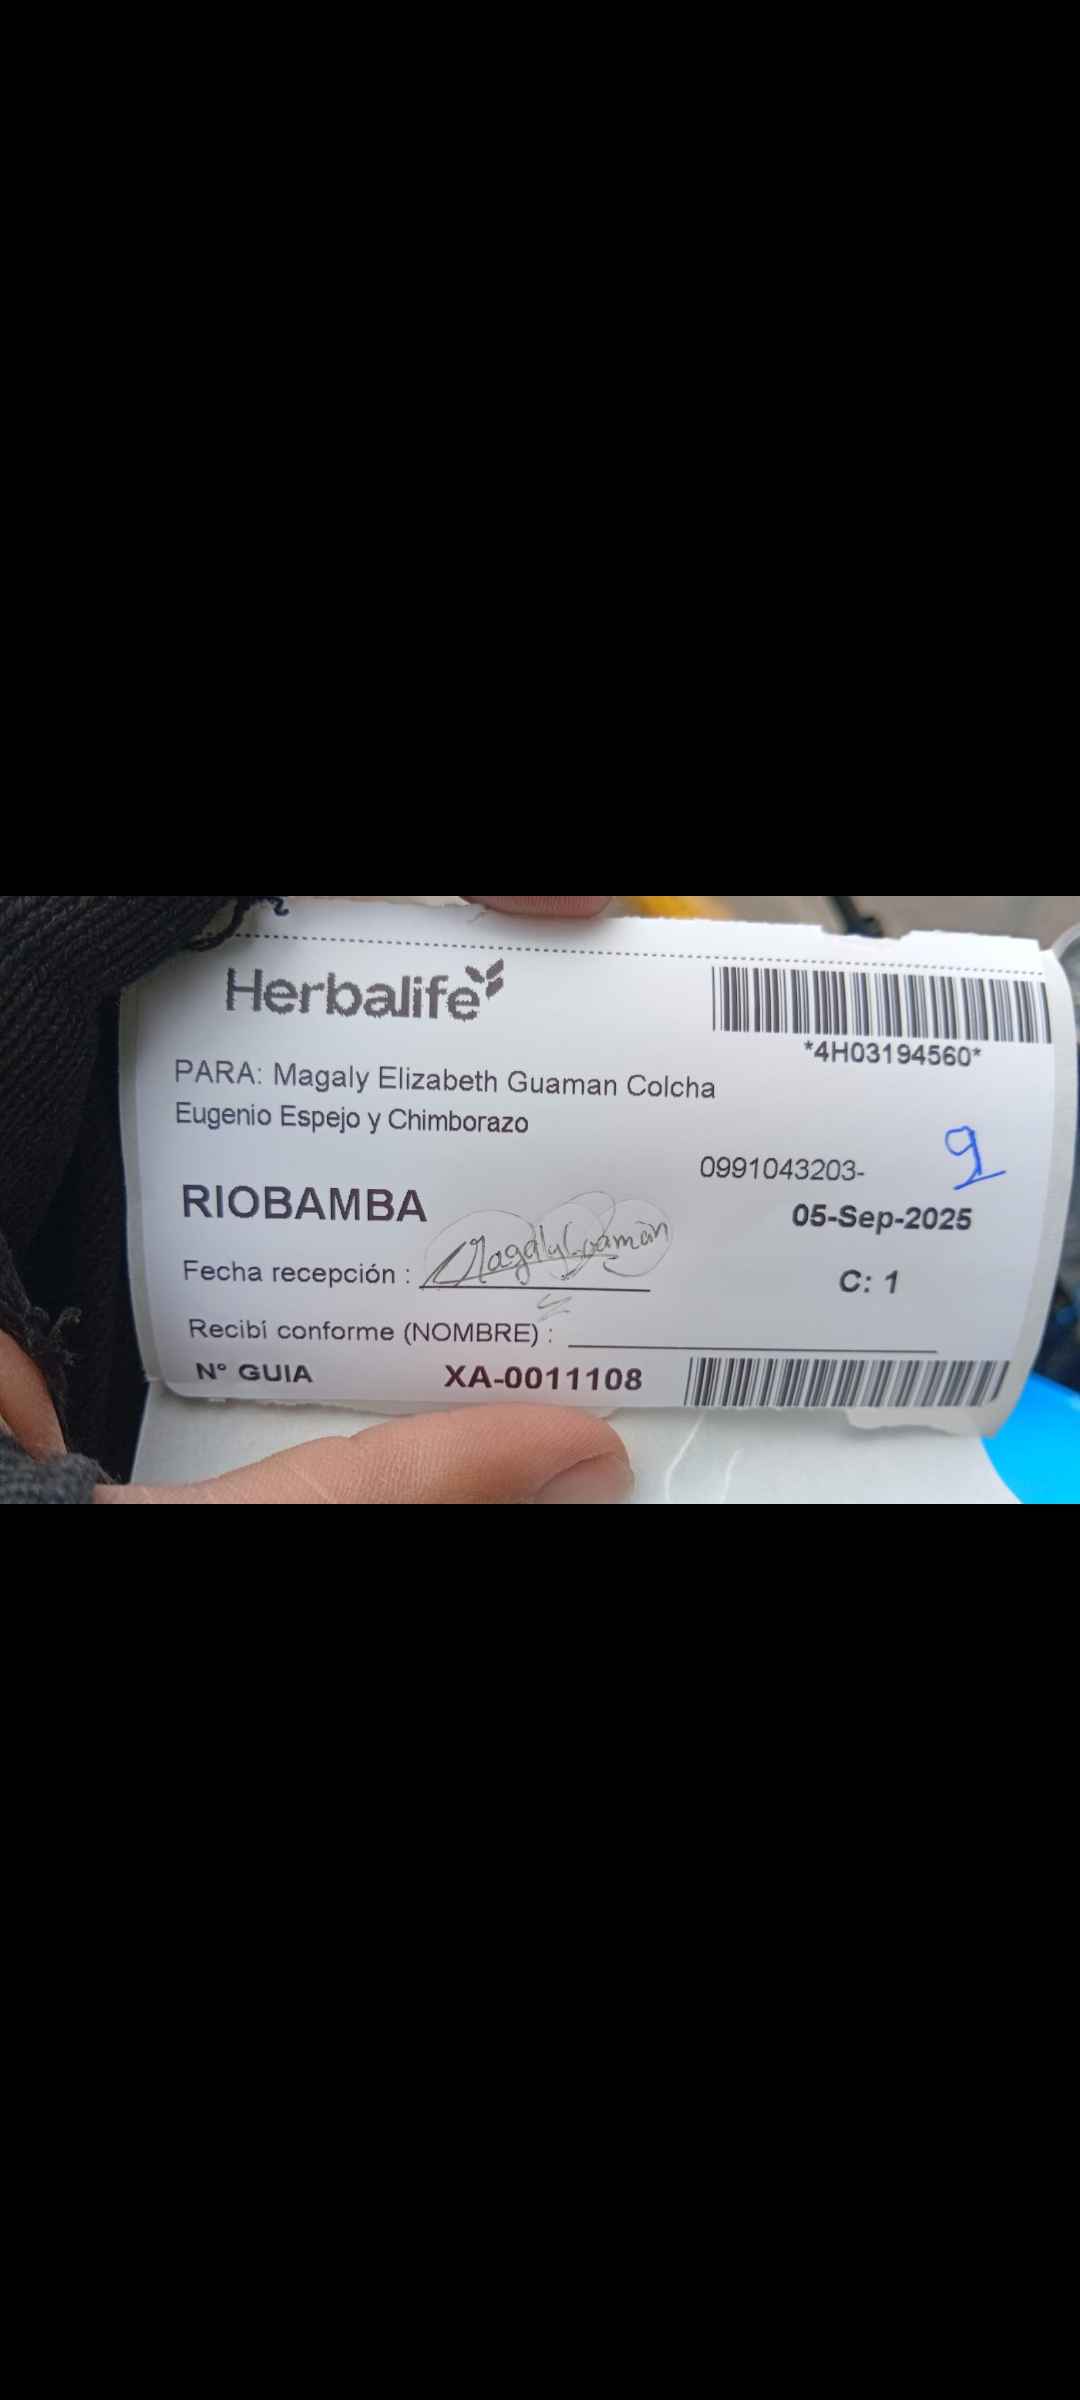 Herbalife
*4H03194560*
PARA: Magaly Elizabeth Guaman Colcha
Eugenio Espejo y Chimborazo
0991043203-
9
RIOBAMBA
05-Sep-2025
Fecha recepción : Magaly Guamán
C: 1
Recibí conforme (NOMBRE) :
N° GUIA XA-0011108